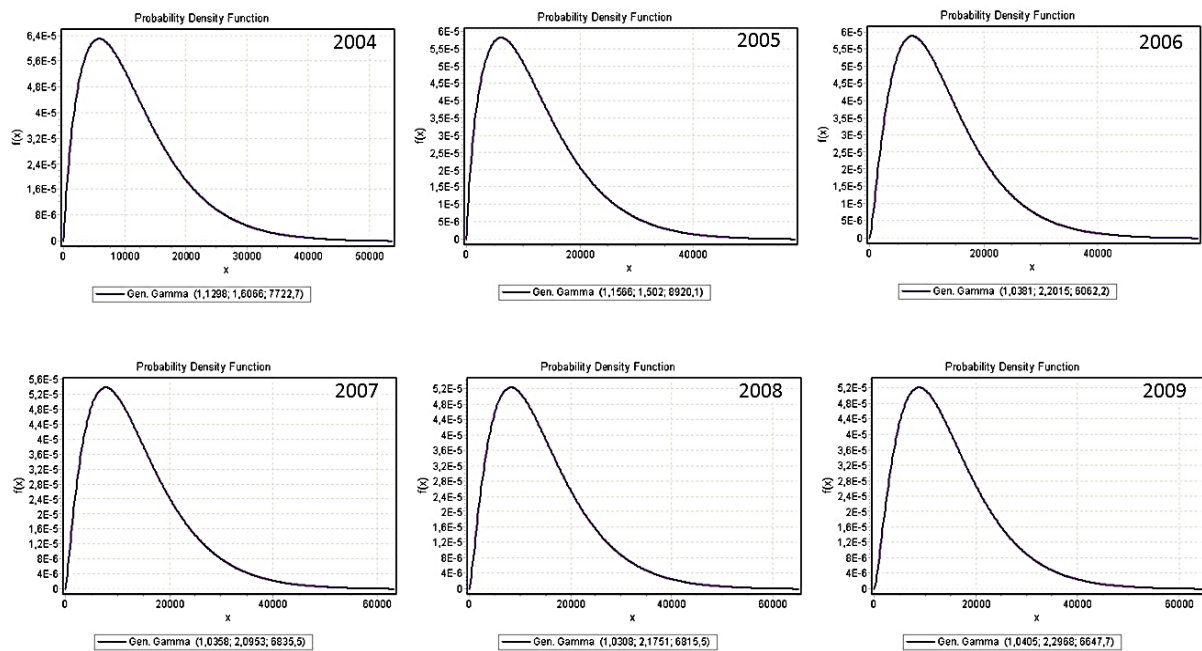 Probability Density Function
2004
6,4E-5
5,6E-5
4,8E-5
4E-5
3,2E-5
2,4E-5
1,6E-5
8E-6
0
f(x)
0 10000 20000 30000 40000 50000
x
Gen. Gamma (1,1298; 1,6066; 7722,7)
Probability Density Function
2005
6E-5
5,5E-5
5E-5
4,5E-5
4E-5
3,5E-5
3E-5
2,5E-5
2E-5
1,5E-5
1E-5
5E-6
0
f(x)
0 20000 40000
x
Gen. Gamma (1,1566; 1,502; 8920,1)
Probability Density Function
2006
6E-5
5,5E-5
5E-5
4,5E-5
4E-5
3,5E-5
3E-5
2,5E-5
2E-5
1,5E-5
1E-5
5E-6
0
f(x)
0 20000 40000
x
Gen. Gamma (1,0381; 2,2015; 6062,2)
Probability Density Function
2007
5,6E-5
5,2E-5
4,8E-5
4,4E-5
4E-5
3,6E-5
3,2E-5
2,8E-5
2,4E-5
2E-5
1,6E-5
1,2E-5
8E-6
4E-6
0
f(x)
0 20000 40000 60000
x
Gen. Gamma (1,0358; 2,0953; 6835,5)
Probability Density Function
2008
5,2E-5
4,8E-5
4,4E-5
4E-5
3,6E-5
3,2E-5
2,8E-5
2,4E-5
2E-5
1,6E-5
1,2E-5
8E-6
4E-6
0
f(x)
0 20000 40000 60000
x
Gen. Gamma (1,0308; 2,1751; 6815,5)
Probability Density Function
2009
5,2E-5
4,8E-5
4,4E-5
4E-5
3,6E-5
3,2E-5
2,8E-5
2,4E-5
2E-5
1,6E-5
1,2E-5
8E-6
4E-6
0
f(x)
0 20000 40000 60000
x
Gen. Gamma (1,0405; 2,2968; 6647,7)